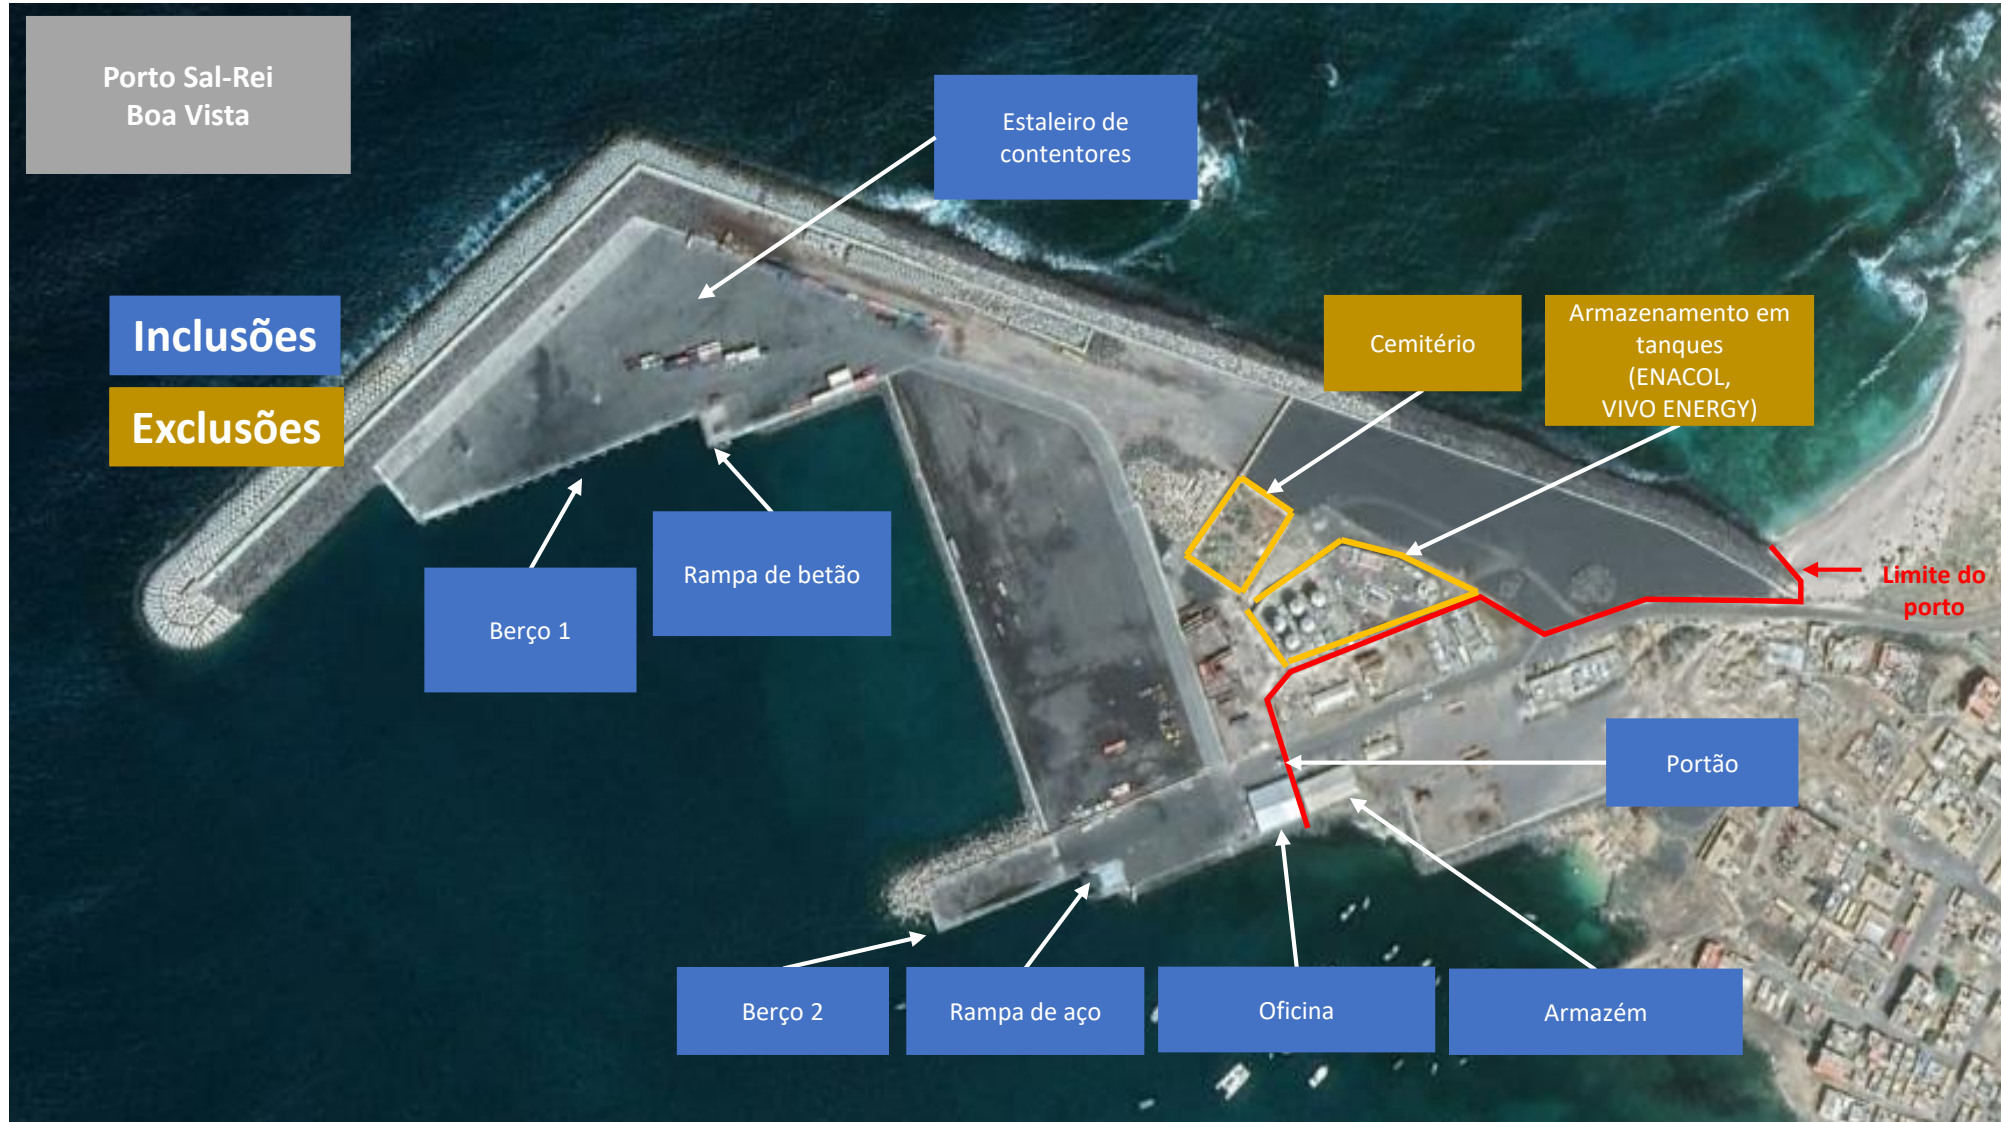 Porto Sal-Rei
Boa Vista
Estaleiro de
contentores
Inclusões
Exclusões
Cemitério
Armazenamento em
tanques
(ENACOL,
VIVO ENERGY)
Rampa de betão
Berço 1
Limite do
porto
Portão
Berço 2
Rampa de aço
Oficina
Armazém